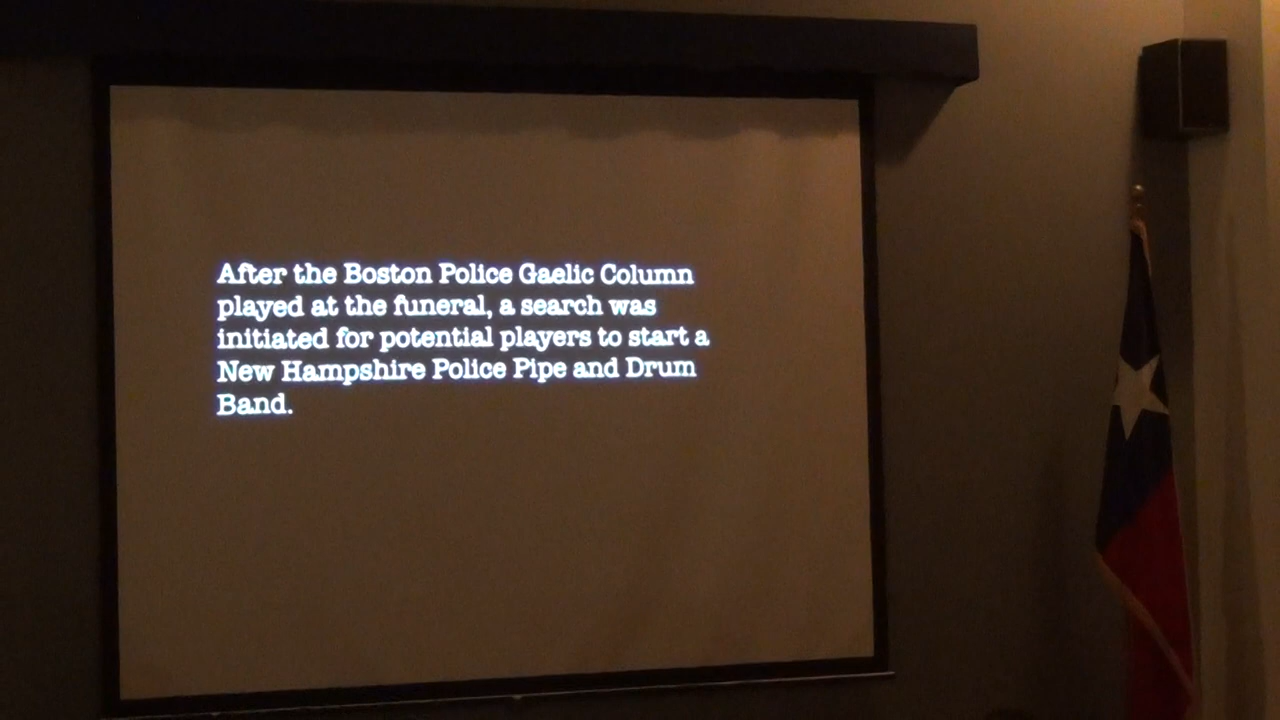 After the Boston Police Gaelic Column
played at the funeral, a search was
initiated for potential players to start a
New Hampshire Police Pipe and Drum
Band.